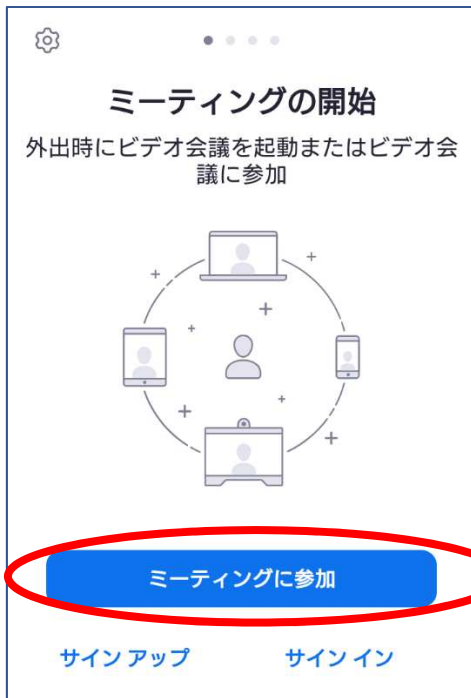 ミーティングの開始
外出時にビデオ会議を起動またはビデオ会
議に参加
ミーティングに参加
サイン アップ
サイン イン